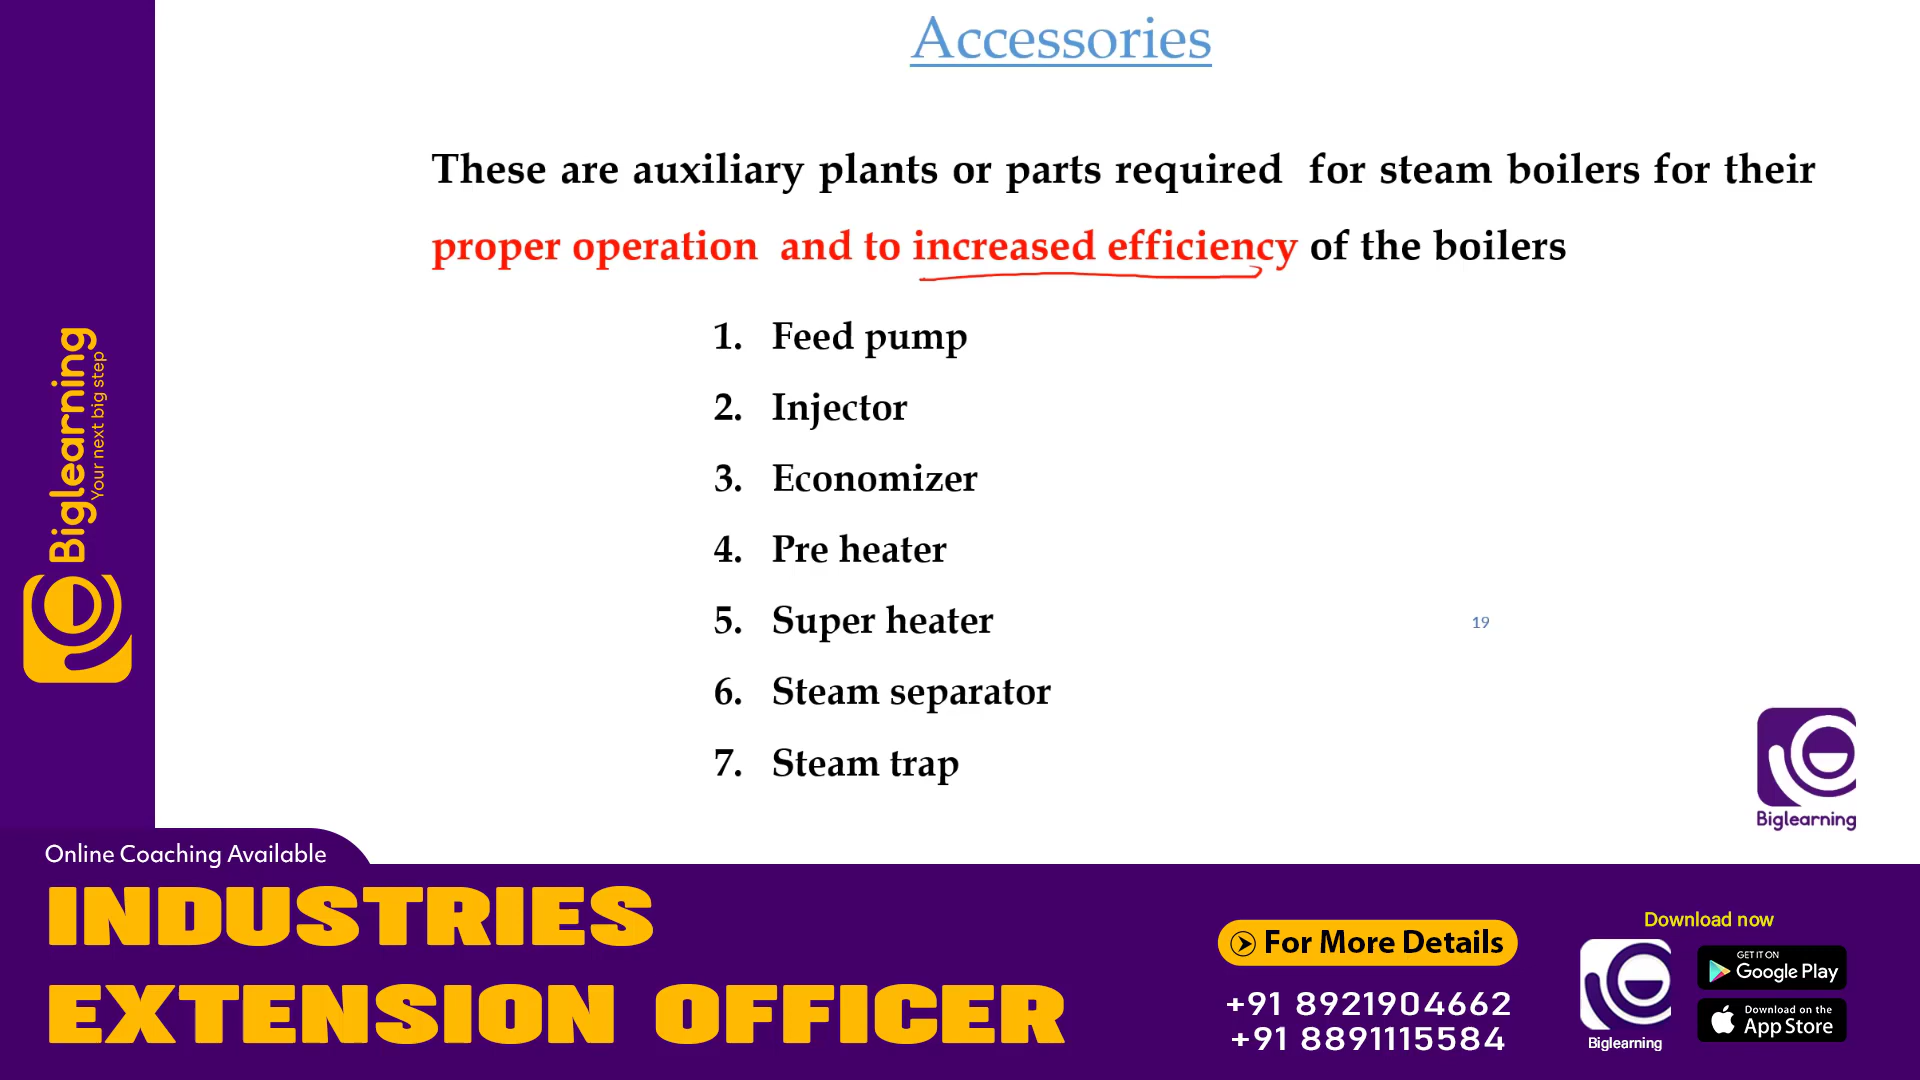 Accessories
These are auxiliary plants or parts required for steam boilers for their
proper operation and to increased efficiency of the boilers
1. Feed pump
2. Injector
3. Economizer
4. Pre heater
5. Super heater
19
6. Steam separator
7. Steam trap
Biglearning
Your next big step
Biglearning
Online Coaching Available
INDUSTRIES
EXTENSION OFFICER
For More Details
+91 8921904662
+91 8891115584
Download now
Biglearning
GET IT ON
Google Play
Download on the
App Store